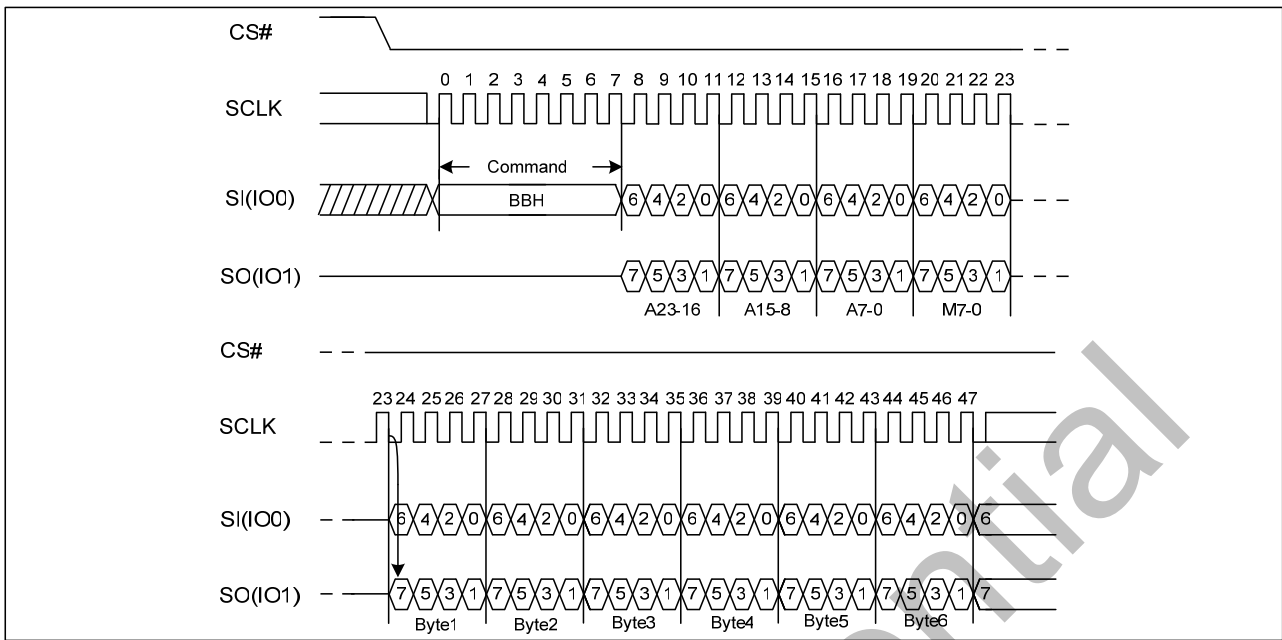 CS#
0 1 2 3 4 5 6 7 8 9 10 11 12 13 14 15 16 17 18 19 20 21 22 23
SCLK
Command
SI(IO0) BBH 6 4 2 0 6 4 2 0 6 4 2 0 6 4 2 0
SO(IO1) 7 5 3 1 7 5 3 1 7 5 3 1 7 5 3 1
A23-16 A15-8 A7-0 M7-0
CS#
23 24 25 26 27 28 29 30 31 32 33 34 35 36 37 38 39 40 41 42 43 44 45 46 47
SCLK
SI(IO0) 6 4 2 0 6 4 2 0 6 4 2 0 6 4 2 0 6 4 2 0 6 4 2 0 6
SO(IO1) 7 5 3 1 7 5 3 1 7 5 3 1 7 5 3 1 7 5 3 1 7 5 3 1 7
Byte1 Byte2 Byte3 Byte4 Byte5 Byte6
ential